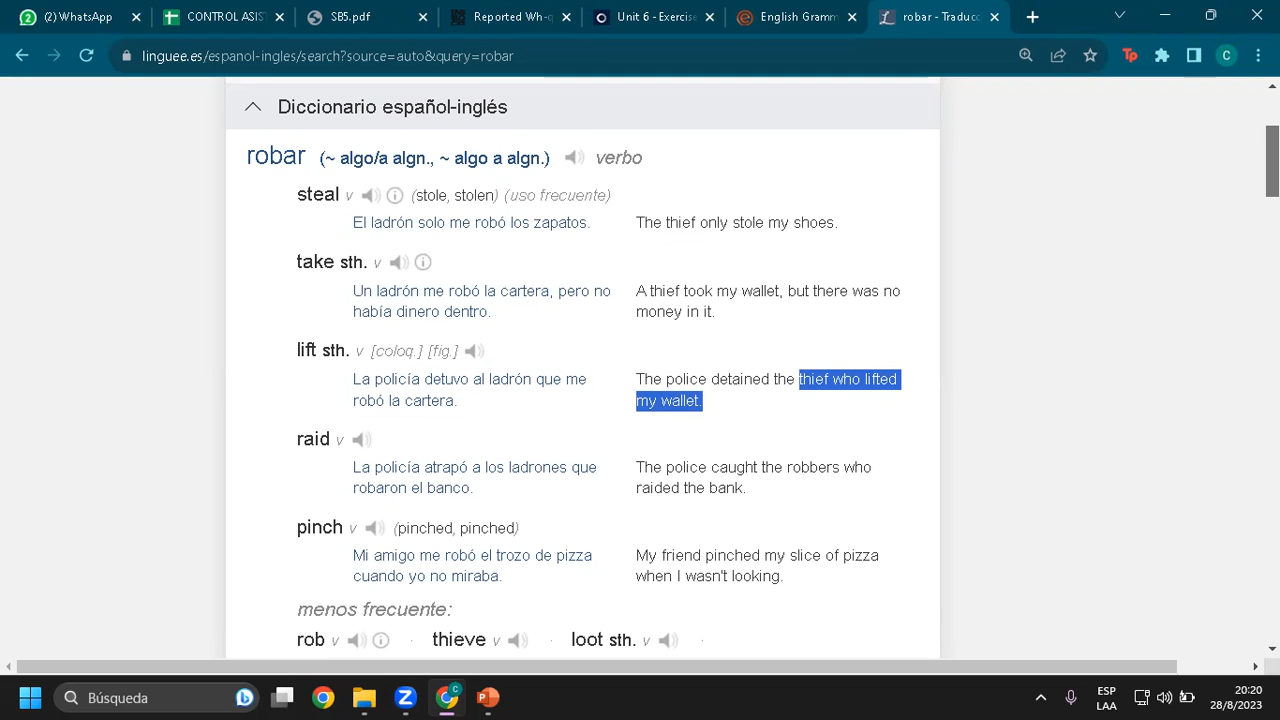 (2) WhatsApp
CONTROL ASIS
SB5.pdf
Reported Wh-q
Unit 6 - Exercise
English Gramm
robar - Traducc
linguee.es/espanol-ingles/search?source=auto&query=robar
Diccionario español-inglés
robar (~ algo/a algn., ~ algo a algn.) verbo
steal v (stole, stolen) (uso frecuente)
El ladrón solo me robó los zapatos. The thief only stole my shoes.
take sth. v
Un ladrón me robó la cartera, pero no
había dinero dentro.
A thief took my wallet, but there was no
money in it.
lift sth. v [coloq.] [fig.]
La policía detuvo al ladrón que me
robó la cartera.
The police detained the thief who lifted
my wallet.
raid v
La policía atrapó a los ladrones que
robaron el banco.
The police caught the robbers who
raided the bank.
pinch v (pinched, pinched)
Mi amigo me robó el trozo de pizza
cuando yo no miraba.
My friend pinched my slice of pizza
when I wasn't looking.
menos frecuente:
rob v · thieve v · loot sth. v ·
Búsqueda
ESP
LAA
20:20
28/8/2023